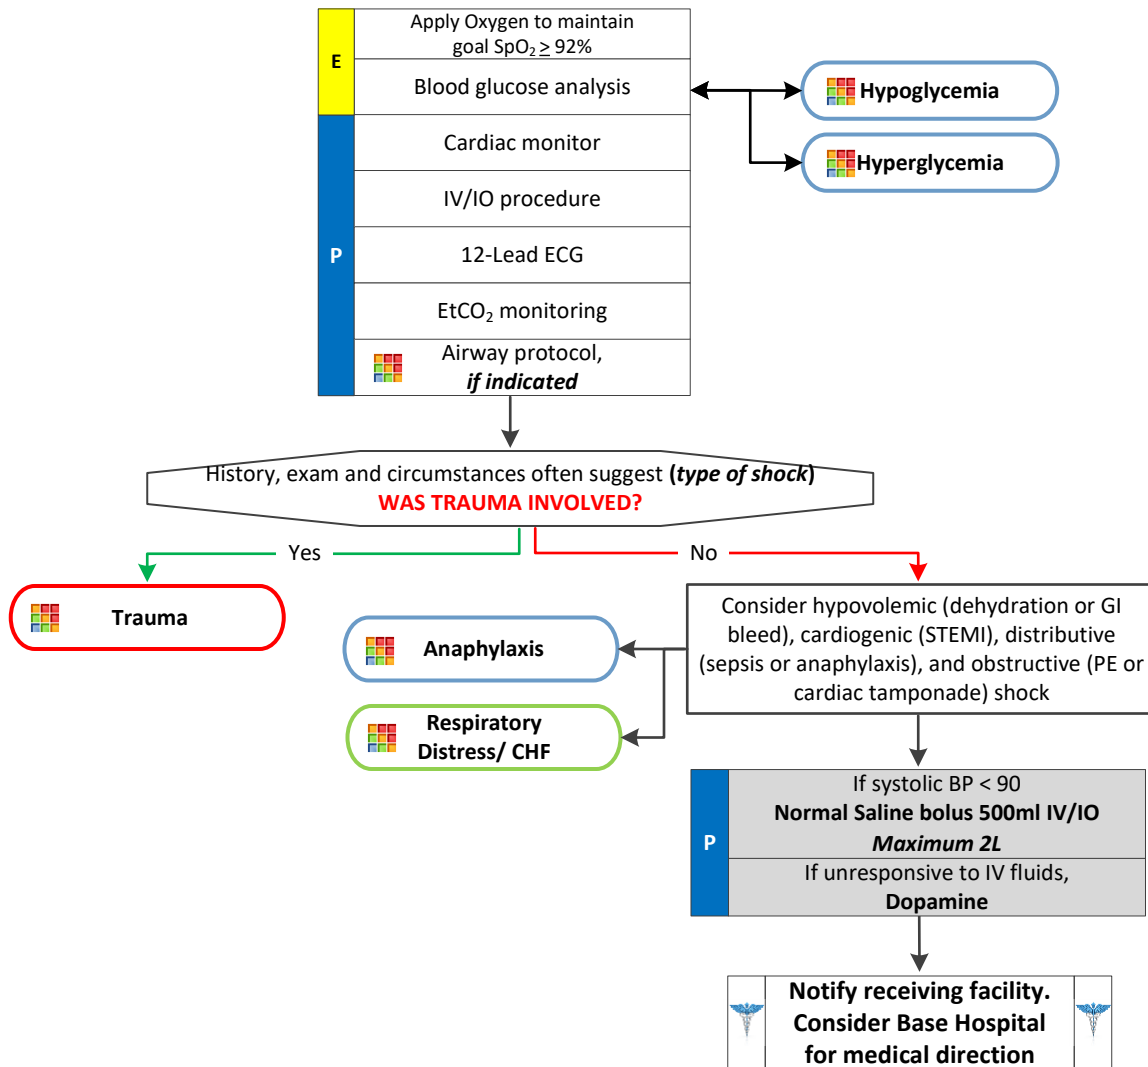 Apply Oxygen to maintain
goal SpO₂ ≥ 92%
E
Blood glucose analysis
Hypoglycemia
Hyperglycemia
Cardiac monitor
IV/IO procedure
P
12-Lead ECG
EtCO₂ monitoring
Airway protocol,
if indicated
History, exam and circumstances often suggest (type of shock)
WAS TRAUMA INVOLVED?
Yes
No
Trauma
Anaphylaxis
Respiratory
Distress/ CHF
Consider hypovolemic (dehydration or GI
bleed), cardiogenic (STEMI), distributive
(sepsis or anaphylaxis), and obstructive (PE or
cardiac tamponade) shock
P
If systolic BP < 90
Normal Saline bolus 500ml IV/IO
Maximum 2L
If unresponsive to IV fluids,
Dopamine
Notify receiving facility.
Consider Base Hospital
for medical direction